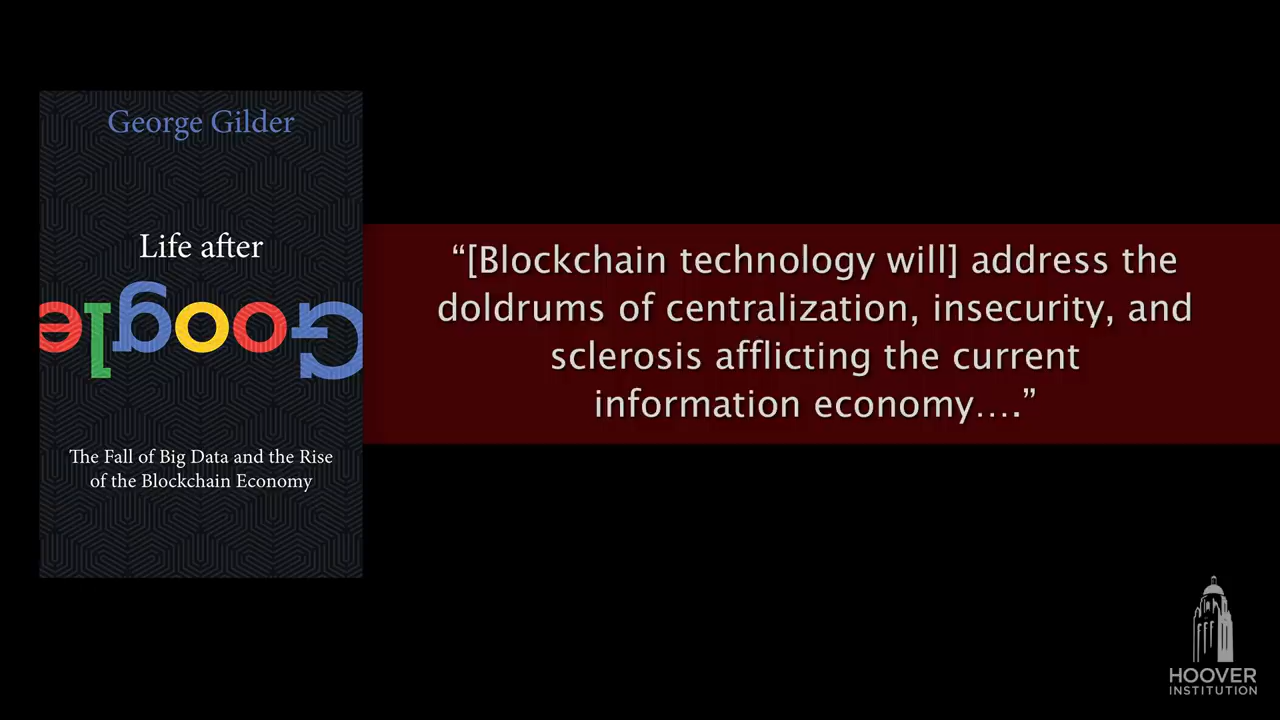 George Gilder
Life after
Google
The Fall of Big Data and the Rise
of the Blockchain Economy
“[Blockchain technology will] address the
doldrums of centralization, insecurity, and
sclerosis afflicting the current
information economy….”
HOOVER
INSTITUTION